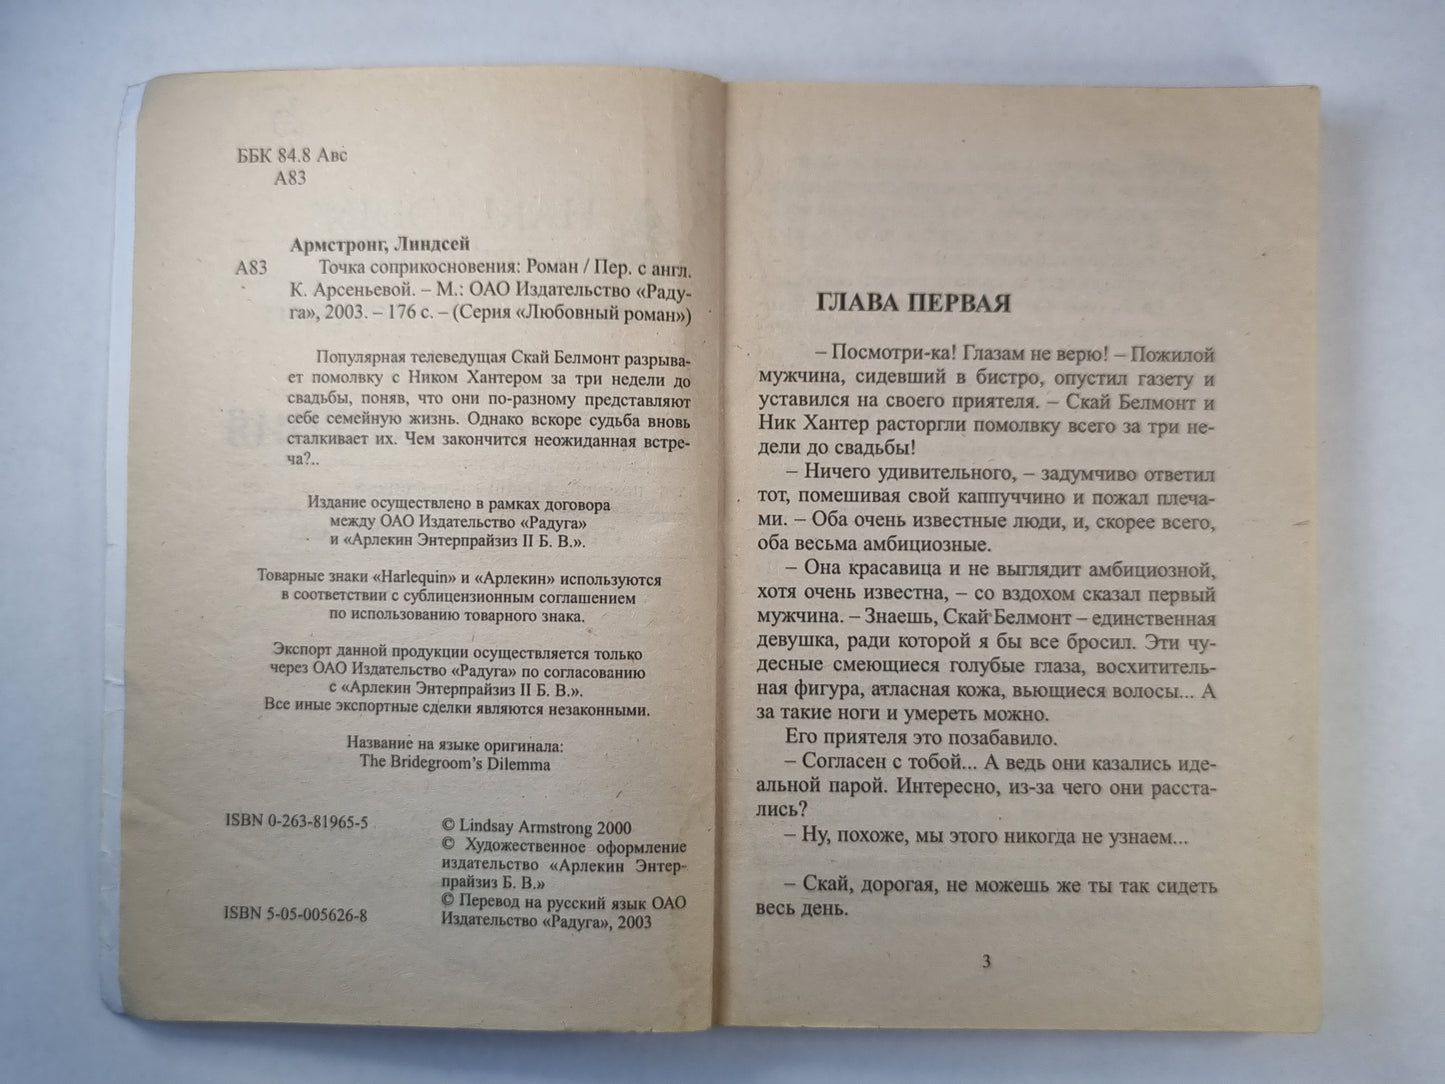 ББК 84.8 Авс
А83
Армстронг, Линдсей
А83 Точка соприкосновения: Роман / Пер. с англ.
К. Арсеньевой. – М.: ОАО Издательство «Раду-
га», 2003. – 176 с. – (Серия «Любовный роман»)
Популярная телеведущая Скай Белмонт разрыва-
ет помолвку с Ником Хантером за три недели до
свадьбы, поняв, что они по-разному представляют
себе семейную жизнь. Однако вскоре судьба вновь
сталкивает их. Чем закончится неожиданная встре-
ча?..
Издание осуществлено в рамках договора
между ОАО Издательство «Радуга»
и «Арлекин Энтерпрайзиз II Б. В.».
Товарные знаки «Harlequin» и «Арлекин» используются
в соответствии с сублицензионным соглашением
по использованию товарного знака.
Экспорт данной продукции осуществляется только
через ОАО Издательство «Радуга» по согласованию
с «Арлекин Энтерпрайзиз II Б. В.».
Все иные экспортные сделки являются незаконными.
Название на языке оригинала:
The Bridegroom's Dilemma
ISBN 0-263-81965-5
© Lindsay Armstrong 2000
© Художественное оформление
издательство «Арлекин Энтер-
прайзиз Б. В.»
© Перевод на русский язык ОАО
Издательство «Радуга», 2003
ISBN 5-05-005626-8
ГЛАВА ПЕРВАЯ
– Посмотри-ка! Глазам не верю! – Пожилой
мужчина, сидевший в бистро, опустил газету и
уставился на своего приятеля. – Скай Белмонт и
Ник Хантер расторгли помолвку всего за три не-
дели до свадьбы!
– Ничего удивительного, – задумчиво ответил
тот, помешивая свой каппуччино и пожал плеча-
ми. – Оба очень известные люди, и, скорее всего,
оба весьма амбициозные.
– Она красавица и не выглядит амбициозной,
хотя очень известна, – со вздохом сказал первый
мужчина. – Знаешь, Скай Белмонт – единственная
девушка, ради которой я бы все бросил. Эти чу-
десные смеющиеся голубые глаза, восхититель-
ная фигура, атласная кожа, вьющиеся волосы... А
за такие ноги и умереть можно.
Его приятеля это позабавило.
– Согласен с тобой... А ведь они казались иде-
альной парой. Интересно, из-за чего они расста-
лись?
– Ну, похоже, мы этого никогда не узнаем...
– Скай, дорогая, не можешь же ты так сидеть
весь день.
3